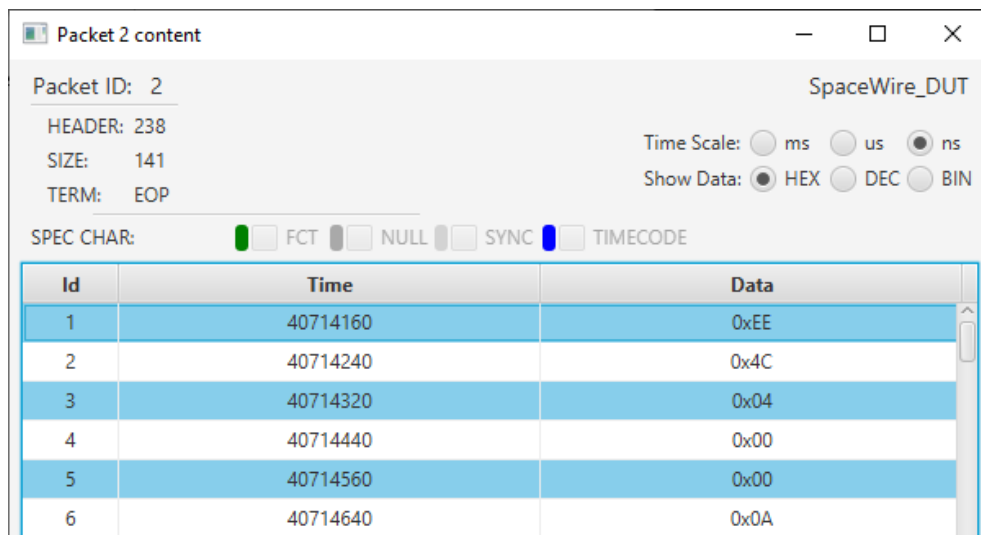 Packet 2 content
Packet ID: 2
SpaceWire_DUT
HEADER: 238
SIZE: 141
TERM: EOP
Time Scale: ms us ns
Show Data: HEX DEC BIN
SPEC CHAR: FCT NULL SYNC TIMECODE
Id Time Data
1 40714160 0xEE
2 40714240 0x4C
3 40714320 0x04
4 40714440 0x00
5 40714560 0x00
6 40714640 0x0A